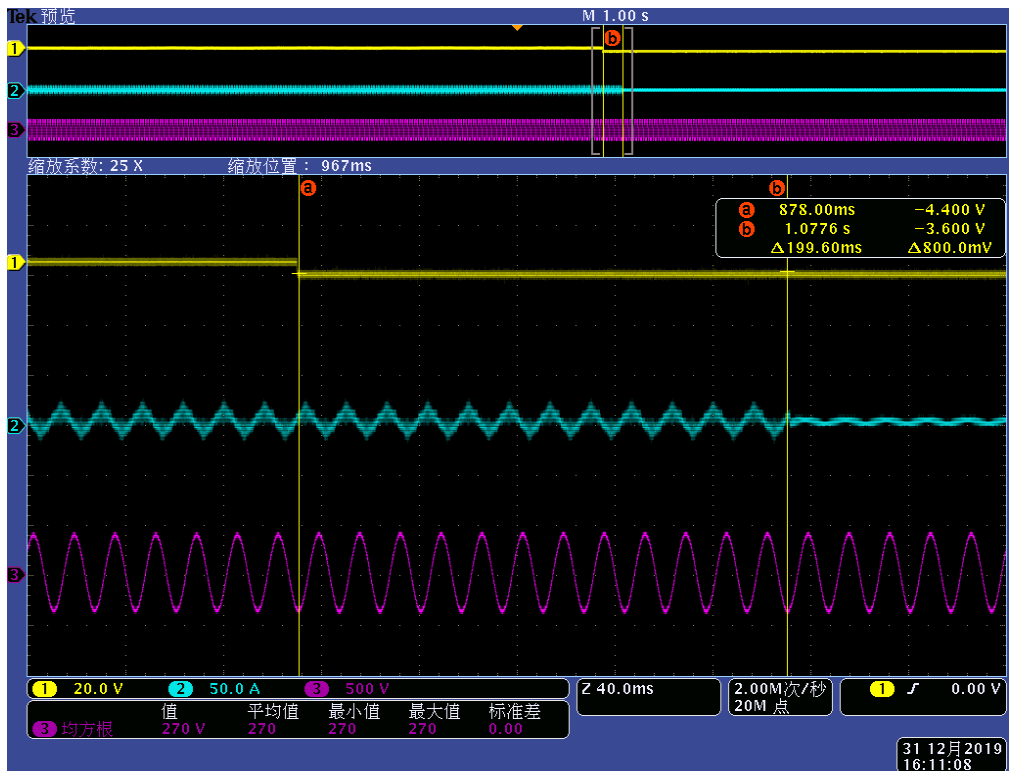 Tek 预览 M 1.00 s
b
1
2
3
缩放系数: 25 X 缩放位置 : 967ms
a b
a 878.00ms −4.400 V
b 1.0776 s −3.600 V
Δ199.60ms Δ800.0mV
1
2
3
1 20.0 V 2 50.0 A 3 500 V Z 40.0ms 2.00M次/秒 1 0.00 V
20M 点
值 平均值 最小值 最大值 标准差
3 均方根 270 V 270 270 270 0.00
31 12月2019
16:11:08